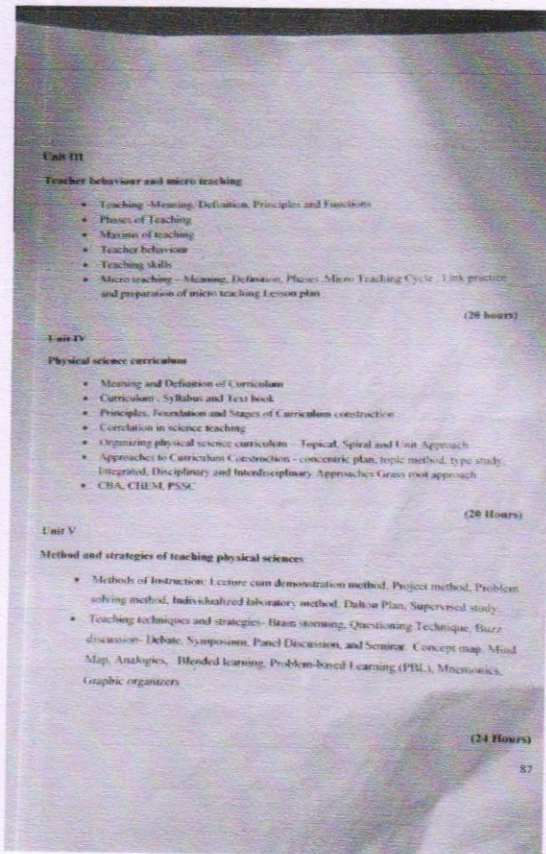 Unit III
Teacher behaviour and micro teaching
• Teaching -Meaning, Definition, Principles and Functions
• Phases of Teaching
• Maxims of teaching
• Teacher behaviour
• Teaching skills
• Micro teaching – Meaning, Definition, Phases ,Micro Teaching Cycle , Link practice
and preparation of micro teaching Lesson plan
(20 hours)
Unit IV
Physical science curriculum
• Meaning and Definition of Curriculum
• Curriculum , Syllabus and Text book
• Principles, Foundation and Stages of Curriculum construction
• Correlation in science teaching
• Organizing physical science curriculum – Topical, Spiral and Unit Approach
• Approaches to Curriculum Construction - concentric plan, topic method, type study,
Integrated, Disciplinary and Interdisciplinary Approaches Grass root approach
• CBA, CHEM, PSSC
(20 Hours)
Unit V
Method and strategies of teaching physical sciences
• Methods of Instruction: Lecture cum demonstration method, Project method, Problem
solving method, Individualized laboratory method, Dalton Plan, Supervised study.
• Teaching techniques and strategies- Brain storming, Questioning Technique, Buzz
discussion- Debate, Symposium, Panel Discussion, and Seminar. Concept map, Mind
Map, Analogies, Blended learning, Problem-based Learning (PBL), Mnemonics,
Graphic organizers
(24 Hours)
87